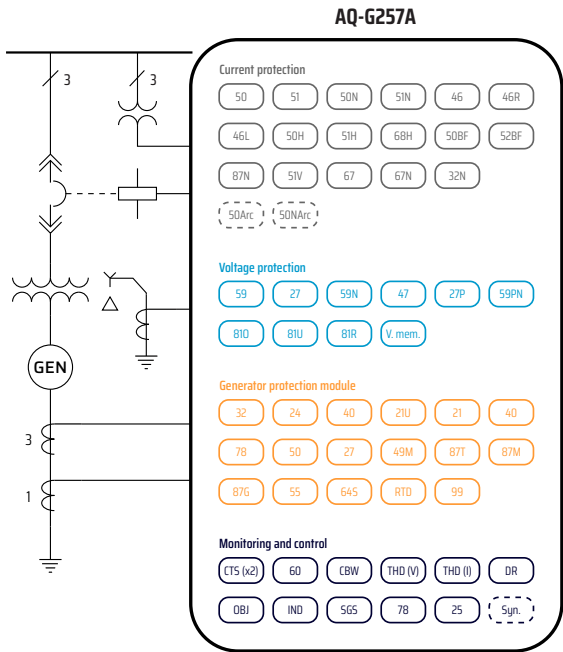 AQ-G257A
3
3
Current protection
50 51 50N 51N 46 46R
46L 50H 51H 68H 50BF 52BF
87N 51V 67 67N 32N
50Arc 50NArc
Voltage protection
59 27 59N 47 27P 59PN
81O 81U 81R V. mem.
GEN
Generator protection module
32 24 40 21U 21 40
3
78 50 27 49M 87T 87M
1
87G 55 64S RTD 99
Monitoring and control
CTS (x2) 60 CBW THD (V) THD (I) DR
OBJ IND SGS 78 25 Syn.